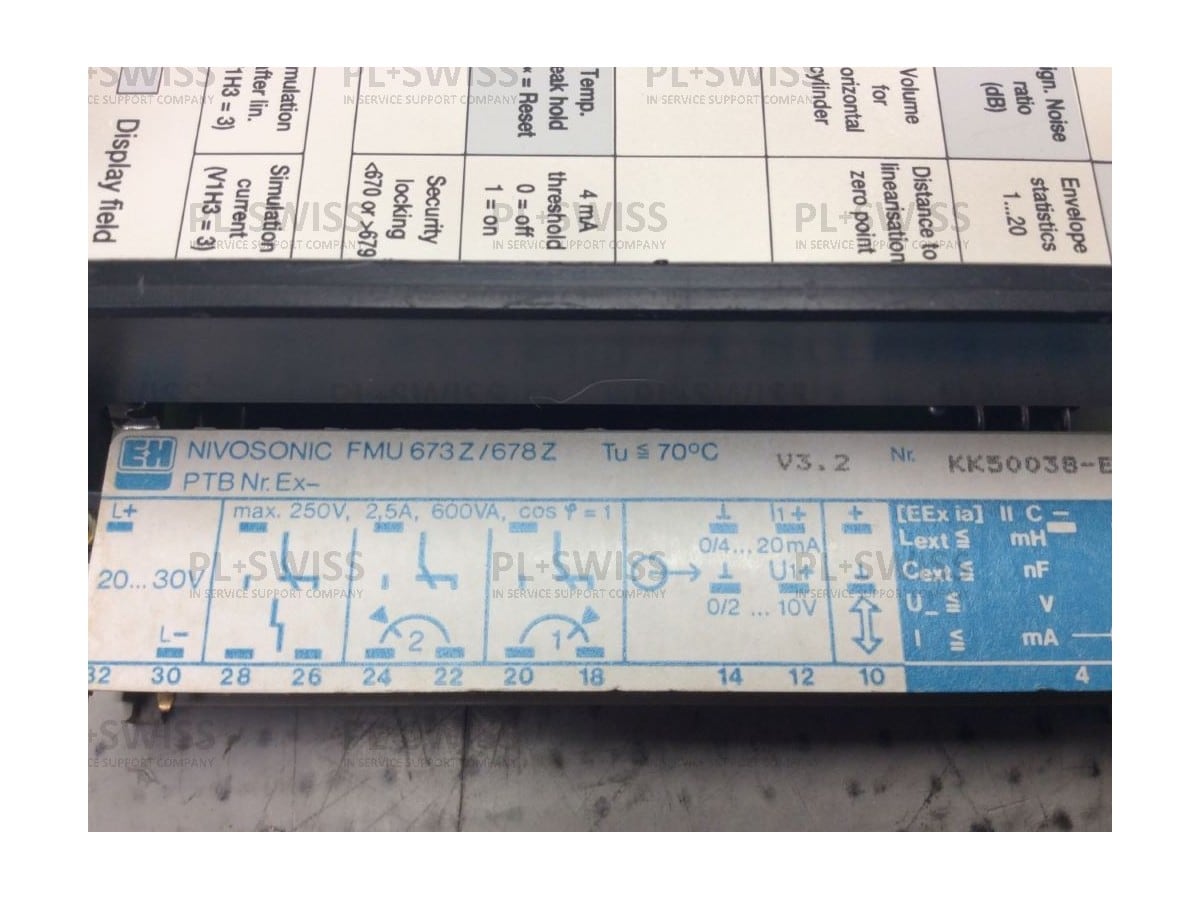 Display field
mulation
fter lin.
1H3 = 3)
Simulation
current
(V1H3 = 3)
Security
locking
<670 or >679
Temp.
eak hold
= Reset
4 mA
threshold
0 = off
1 = on
Volume
for
orizontal
cylinder
Distance to
linearisation
zero point
ign. Noise
ratio
(dB)
Envelope
statistics
1...20
PL+SWISS
IN SERVICE SUPPORT COMPANY
E+H NIVOSONIC FMU 673Z/678Z Tu ≦ 70°C V3.2 Nr. KK50038-E
PTB Nr. Ex-
L+ max. 250V, 2,5A, 600VA, cos φ = 1 ⊥ I1+ + [EEx ia] II C -
0/4...20mA Lext ≦ mH
20...30V ⊥ U1+ ⊥ Cext ≦ nF
0/2 ... 10V U_ ≦ V
L- 2 1 I ≦ mA
32 30 28 26 24 22 20 18 14 12 10 4